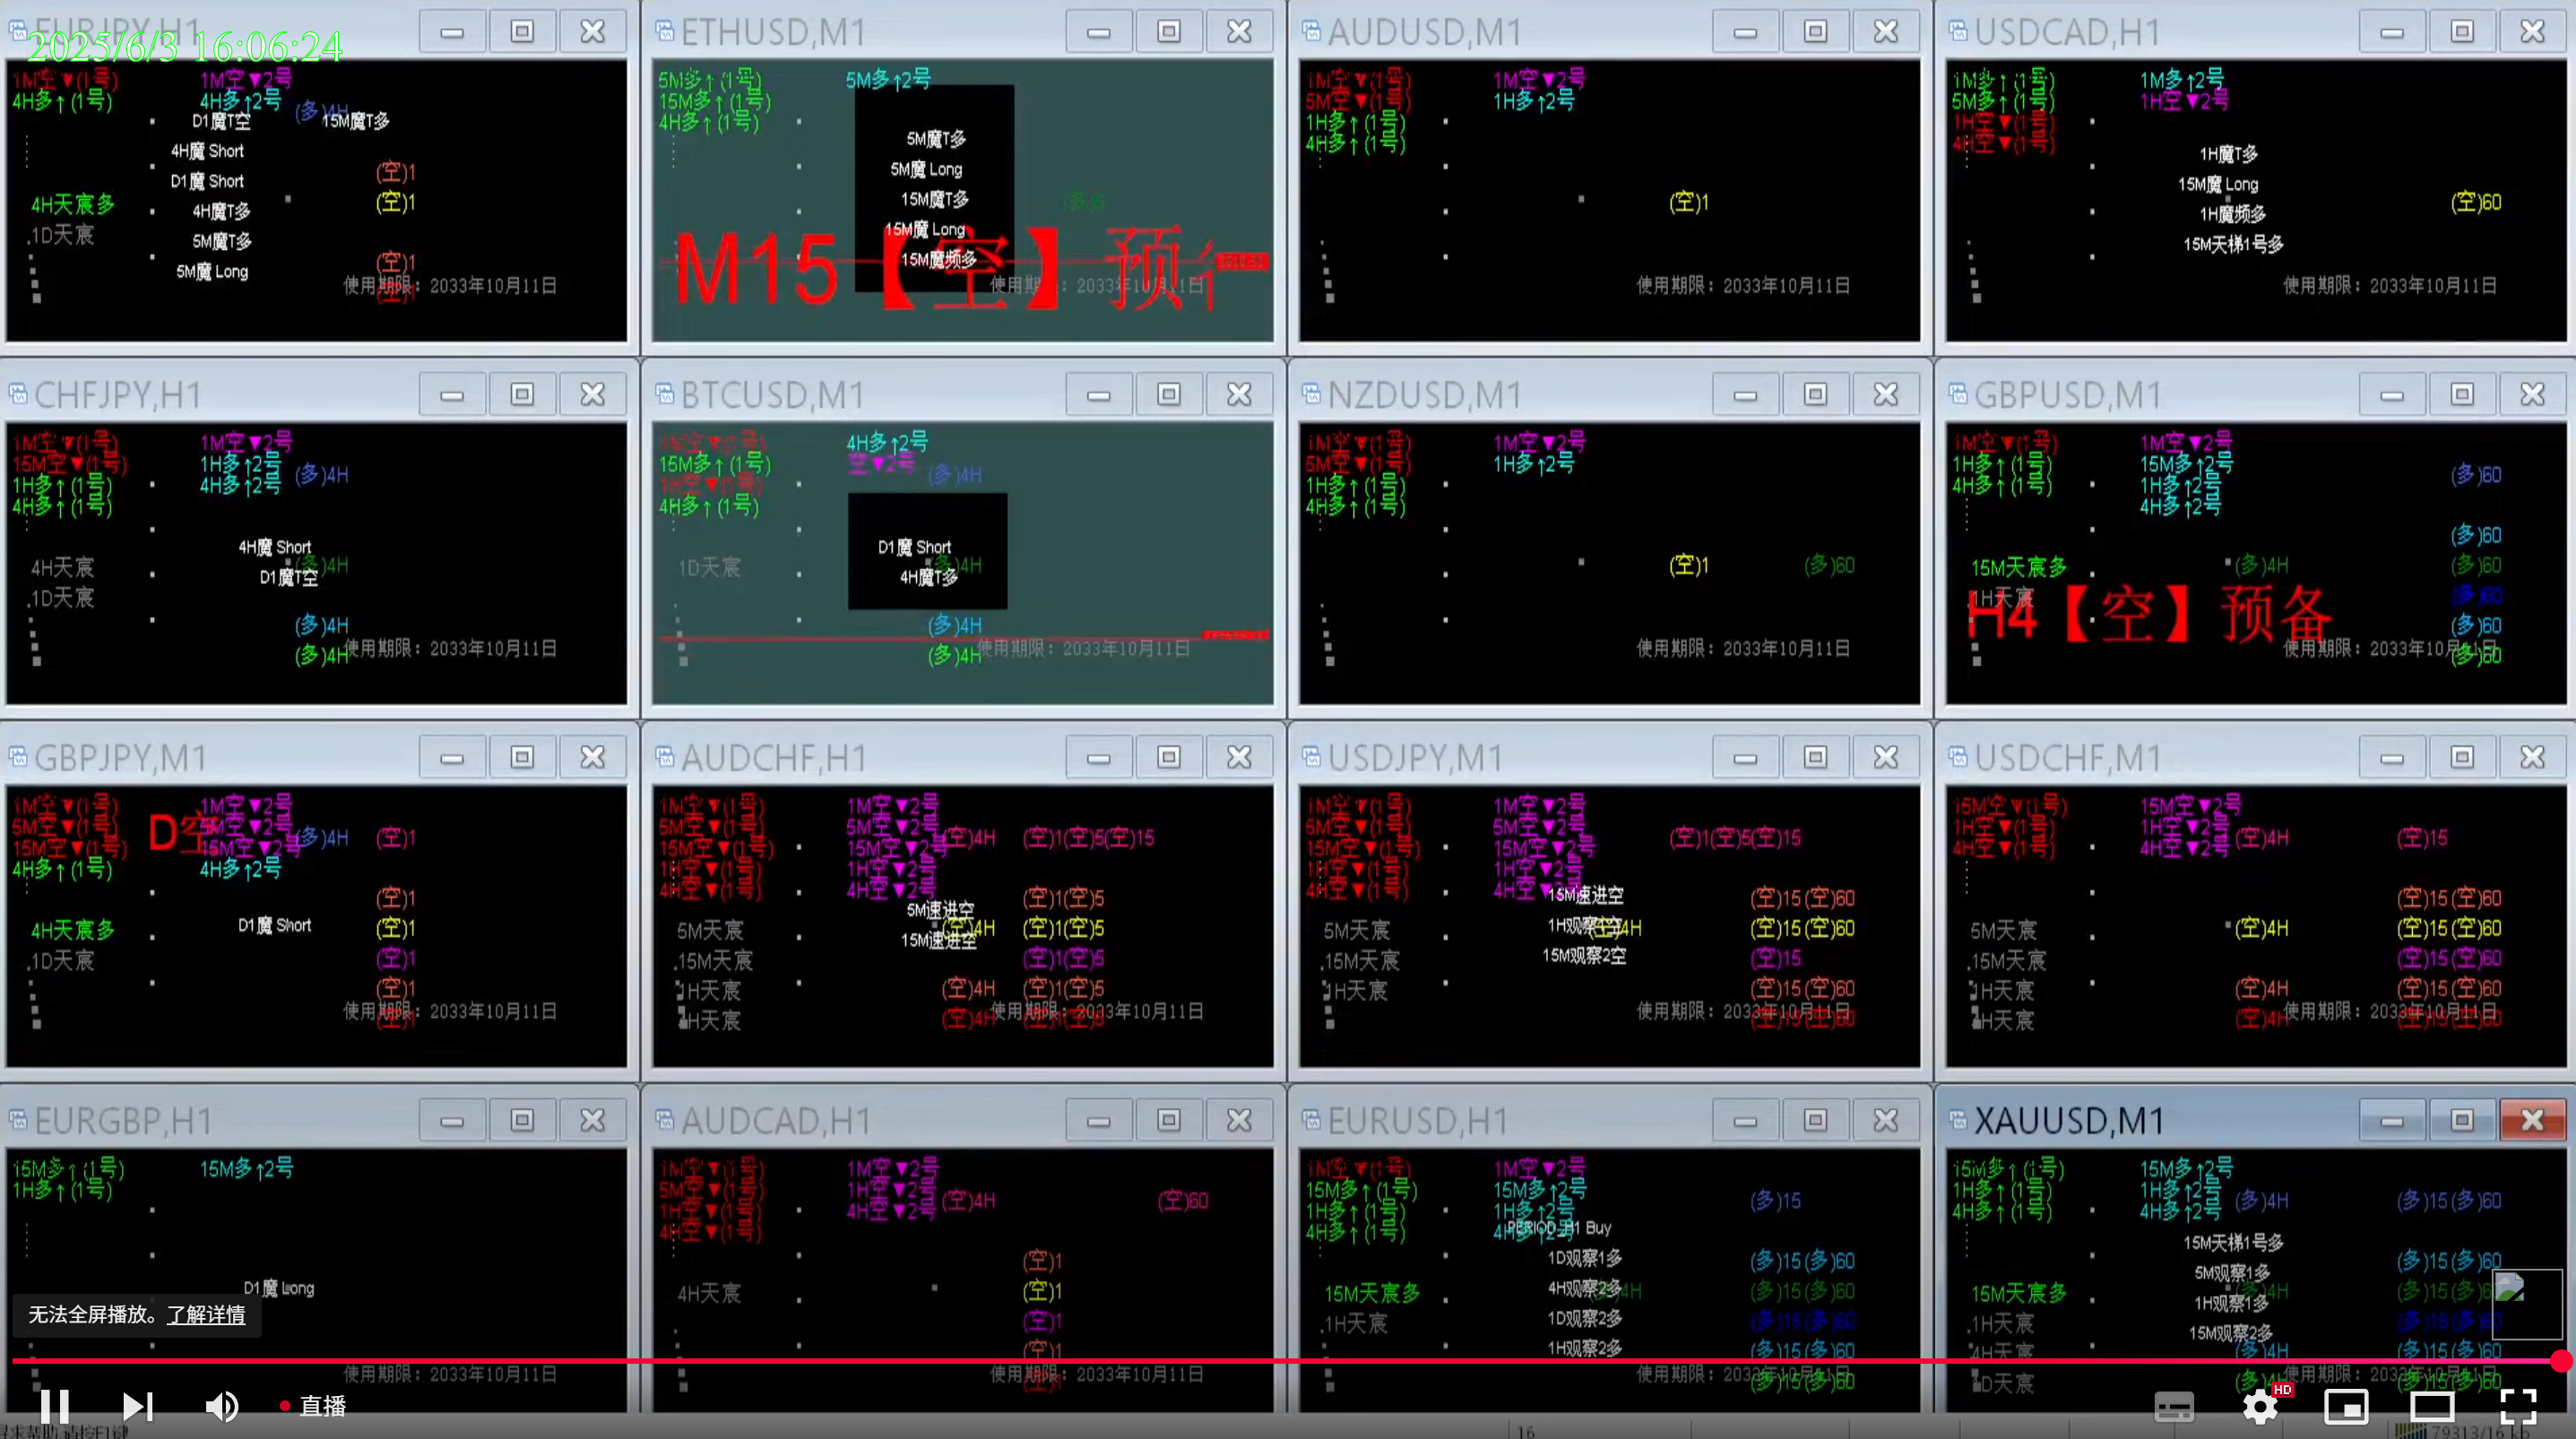 EURJPY,H1
2025/6/3 16:06:24
1M空▼(1号)
4H多↑(1号)
1M空▼2号
4H多↑2号
(多)4H
D1魔T空
15M魔T多
4H魔 Short
D1魔 Short
4H魔T多
5M魔T多
5M魔 Long
(空)1
(空)1
(空)1
4H天宸多
.1D天宸
使用期限：2033年10月11日
ETHUSD,M1
5M多↑(1号)
15M多↑(1号)
4H多↑(1号)
5M多↑2号
5M魔T多
5M魔 Long
15M魔T多
15M魔 Long
15M魔频多
M15【空】预
使用期限：2033年10月11日
AUDUSD,M1
1M空▼(1号)
5M空▼(1号)
1H多↑(1号)
4H多↑(1号)
1M空▼2号
1H多↑2号
(空)1
使用期限：2033年10月11日
USDCAD,H1
1M多↑(1号)
5M多↑(1号)
1H空▼(1号)
4H空▼(1号)
1M多↑2号
1H空▼2号
1H魔T多
15M魔 Long
1H魔频多
15M天梯1号多
(空)60
使用期限：2033年10月11日
CHFJPY,H1
1M空▼(1号)
15M空▼(1号)
1H多↑(1号)
4H多↑(1号)
1M空▼2号
1H多↑2号
4H多↑2号
(多)4H
4H魔 Short
(多)4H
D1魔T空
4H天宸
.1D天宸
(多)4H
(多)4H
使用期限：2033年10月11日
BTCUSD,M1
1M空▼(1号)
15M多↑(1号)
1H空▼(1号)
4H多↑(1号)
4H多↑2号
空▼2号
(多)4H
D1魔 Short
(多)4H
4H魔T多
1D天宸
(多)4H
(多)4H
使用期限：2033年10月11日
NZDUSD,M1
1M空▼(1号)
5M空▼(1号)
1H多↑(1号)
4H多↑(1号)
1M空▼2号
1H多↑2号
(空)1
(多)60
使用期限：2033年10月11日
GBPUSD,M1
1M空▼(1号)
1H多↑(1号)
4H多↑(1号)
1M空▼2号
15M多↑2号
1H多↑2号
4H多↑2号
(多)60
(多)60
15M天宸多
(多)4H
(多)60
.1H天宸
(多)60
H4【空】预备
(多)60
(多)60
使用期限：2033年10月11日
GBPJPY,M1
1M空▼(1号)
5M空▼(1号)
15M空▼(1号)
4H多↑(1号)
D空
1M空▼2号
5M空▼2号
15M空▼2号
4H多↑2号
(多)4H
(空)1
(空)1
4H天宸多
D1魔 Short
(空)1
.1D天宸
(空)1
(空)1
(空)1
使用期限：2033年10月11日
AUDCHF,H1
1M空▼(1号)
5M空▼(1号)
15M空▼(1号)
1H空▼(1号)
4H空▼(1号)
1M空▼2号
5M空▼2号
15M空▼2号
1H空▼2号
4H空▼2号
(空)4H
(空)1(空)5(空)15
(空)1(空)5
5M速进空
5M天宸
(空)4H
(空)1(空)5
15M速进空
.15M天宸
(空)1(空)5
1H天宸
(空)4H
(空)1(空)5
4H天宸
(空)4H
(空)1(空)5
使用期限：2033年10月11日
USDJPY,M1
1M空▼(1号)
5M空▼(1号)
15M空▼(1号)
1H空▼(1号)
4H空▼(1号)
1M空▼2号
5M空▼2号
15M空▼2号
1H空▼2号
4H空▼2号
(空)1(空)5(空)15
15M速进空
(空)15(空)60
5M天宸
(空)4H
(空)15(空)60
15M观察2空
.15M天宸
(空)15
1H天宸
(空)15(空)60
(空)15(空)60
使用期限：2033年10月11日
USDCHF,M1
15M空▼(1号)
1H空▼(1号)
4H空▼(1号)
15M空▼2号
1H空▼2号
4H空▼2号
(空)4H
(空)15
(空)15(空)60
5M天宸
(空)4H
(空)15(空)60
.15M天宸
(空)15(空)60
1H天宸
(空)4H
(空)15(空)60
4H天宸
(空)4H
(空)15(空)60
使用期限：2033年10月11日
EURGBP,H1
15M多↑(1号)
1H多↑(1号)
15M多↑2号
D1魔 Long
使用期限：2033年10月11日
AUDCAD,H1
1M空▼(1号)
5M空▼(1号)
1H空▼(1号)
4H空▼(1号)
1M空▼2号
1H空▼2号
4H空▼2号
(空)4H
(空)60
(空)1
4H天宸
(空)1
(空)1
(空)1
(空)1
使用期限：2033年10月11日
EURUSD,H1
1M空▼(1号)
15M多↑(1号)
1H多↑(1号)
4H多↑(1号)
1M空▼2号
15M多↑2号
1H多↑2号
4H多↑2号
PERIOD_H1 Buy
(多)15
1D观察1多
(多)15(多)60
15M天宸多
4H观察2多
(多)15(多)60
.1H天宸
1D观察2多
(多)15(多)60
1H观察2多
(多)15(多)60
(多)15(多)60
使用期限：2033年10月11日
XAUUSD,M1
15M多↑(1号)
1H多↑(1号)
4H多↑(1号)
15M多↑2号
1H多↑2号
4H多↑2号
(多)4H
(多)15(多)60
15M天梯1号多
5M观察1多
(多)15(多)60
15M天宸多
(多)4H
1H观察1多
.1H天宸
15M观察2多
4H天宸
(多)4H
(多)15(多)60
1D天宸
(多)4H
(多)15(多)60
使用期限：2033年10月11日
无法全屏播放。了解详情
直播
HD
寻求帮助,请按F1键
16
79313/16 kb